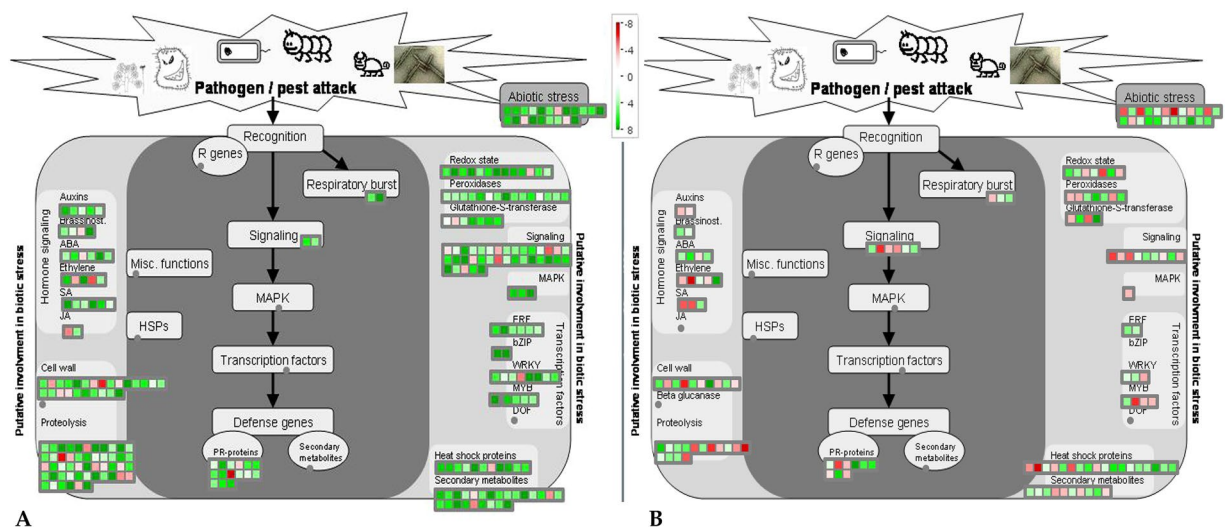 Pathogen / pest attack
Abiotic stress
Recognition
R genes
Respiratory burst
Redox state
Peroxidases
Glutathione-S-transferase
Signaling
MAPK
ERF
bZIP
WRKY
MYB
DOF
Transcription factors
Putative involvment in biotic stress
Hormone signaling
Auxins
Brassinost.
ABA
Ethylene
SA
JA
Putative involvment in biotic stress
Signaling
Misc. functions
MAPK
HSPs
Transcription factors
Defense genes
PR-proteins
Secondary
metabolites
Cell wall
Proteolysis
Heat shock proteins
Secondary metabolites
A
-8
-4
0
4
8
Pathogen / pest attack
Abiotic stress
Recognition
R genes
Respiratory burst
Redox state
Peroxidases
Glutathione-S-transferase
Signaling
MAPK
ERF
bZIP
WRKY
MYB
DOF
Transcription factors
Putative involvment in biotic stress
Hormone signaling
Auxins
Brassinost.
ABA
Ethylene
SA
JA
Putative involvment in biotic stress
Signaling
Misc. functions
MAPK
HSPs
Transcription factors
Defense genes
PR-proteins
Secondary
metabolites
Cell wall
Beta glucanase
Proteolysis
Heat shock proteins
Secondary metabolites
B